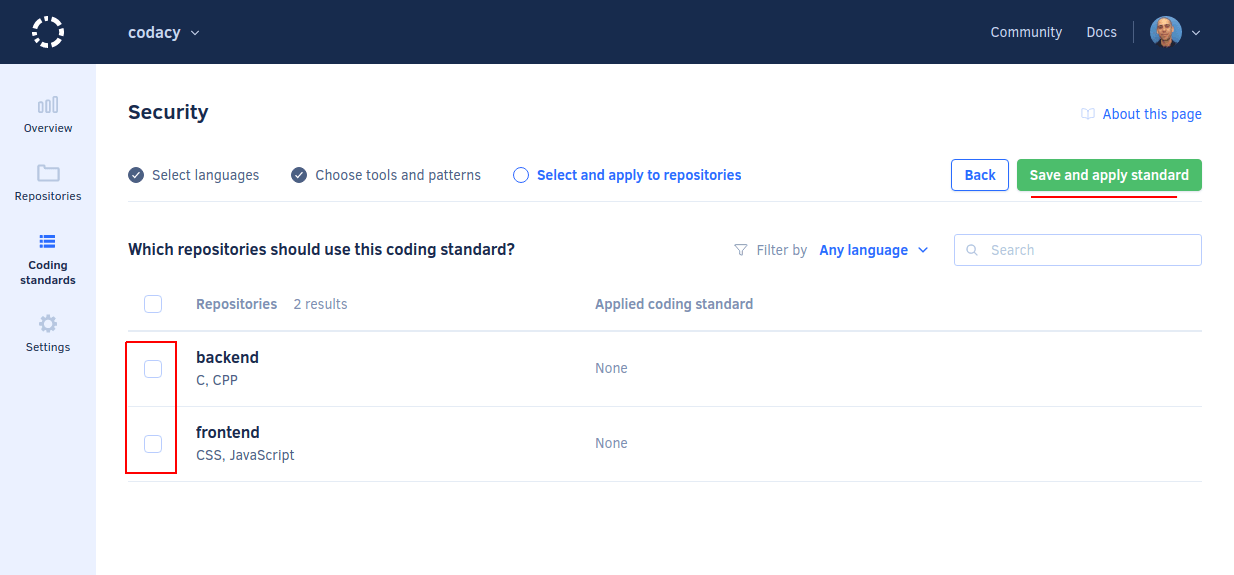 codacy
Community Docs
Overview
Repositories
Coding
standards
Settings
Security
About this page
Select languages Choose tools and patterns Select and apply to repositories Back Save and apply standard
Which repositories should use this coding standard? Filter by Any language Search
Repositories 2 results Applied coding standard
backend
C, CPP
None
frontend
CSS, JavaScript
None